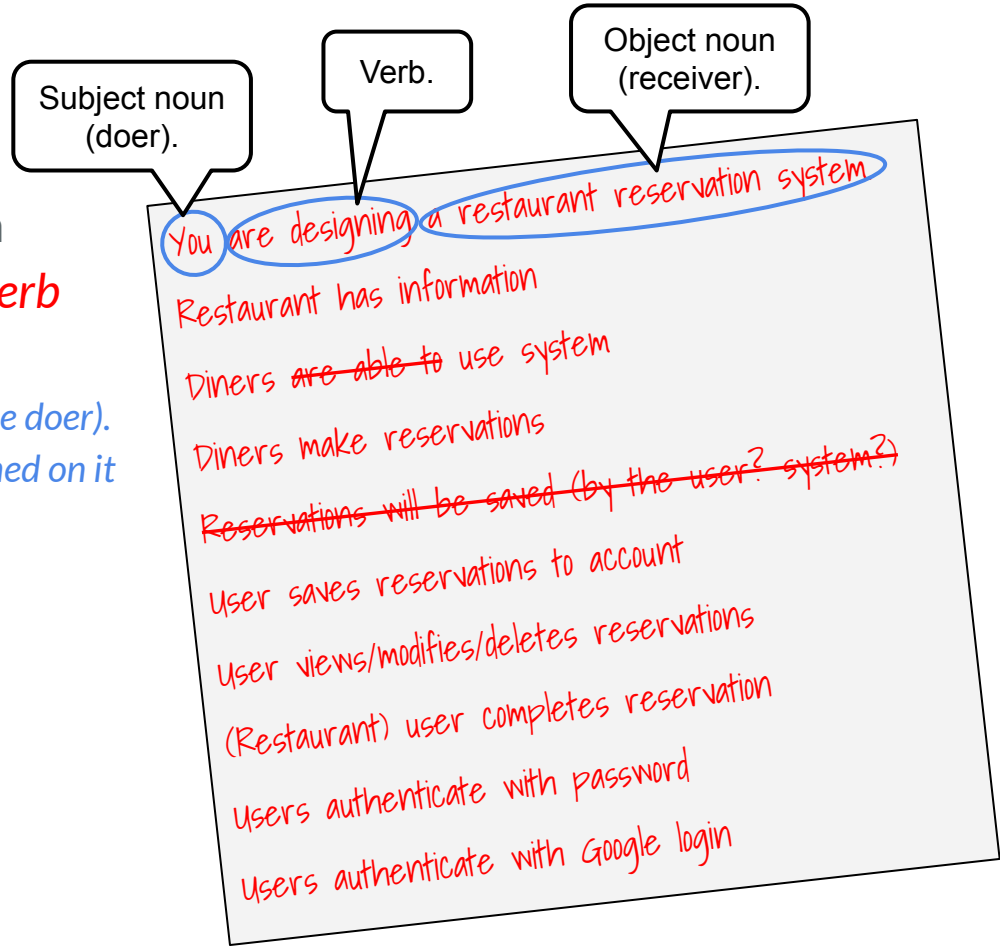 Subject noun
(doer).
Verb.
Object noun
(receiver).
erb
e doer).
ned on it
You are designing a restaurant reservation system
Restaurant has information
Diners are able to use system
Diners make reservations
Reservations will be saved (by the user? system?)
User saves reservations to account
User views/modifies/deletes reservations
(Restaurant) user completes reservation
Users authenticate with password
Users authenticate with Google login